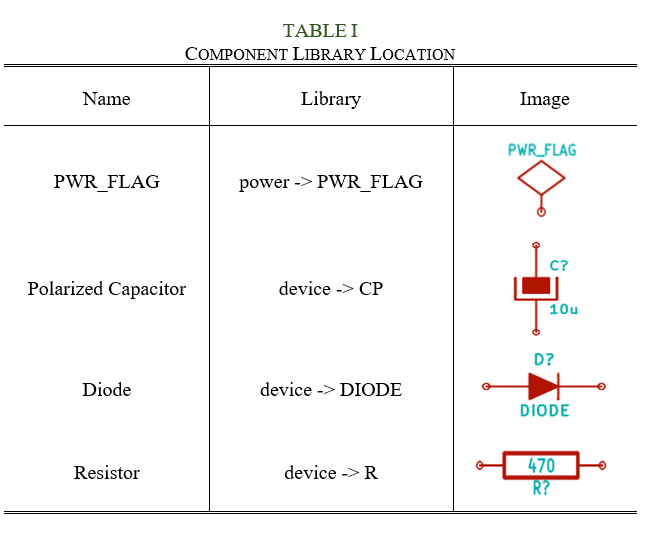 TABLE I
COMPONENT LIBRARY LOCATION
Name Library Image
PWR_FLAG power -> PWR_FLAG PWR_FLAG
Polarized Capacitor device -> CP C? 10u
Diode device -> DIODE D? DIODE
Resistor device -> R 470 R?